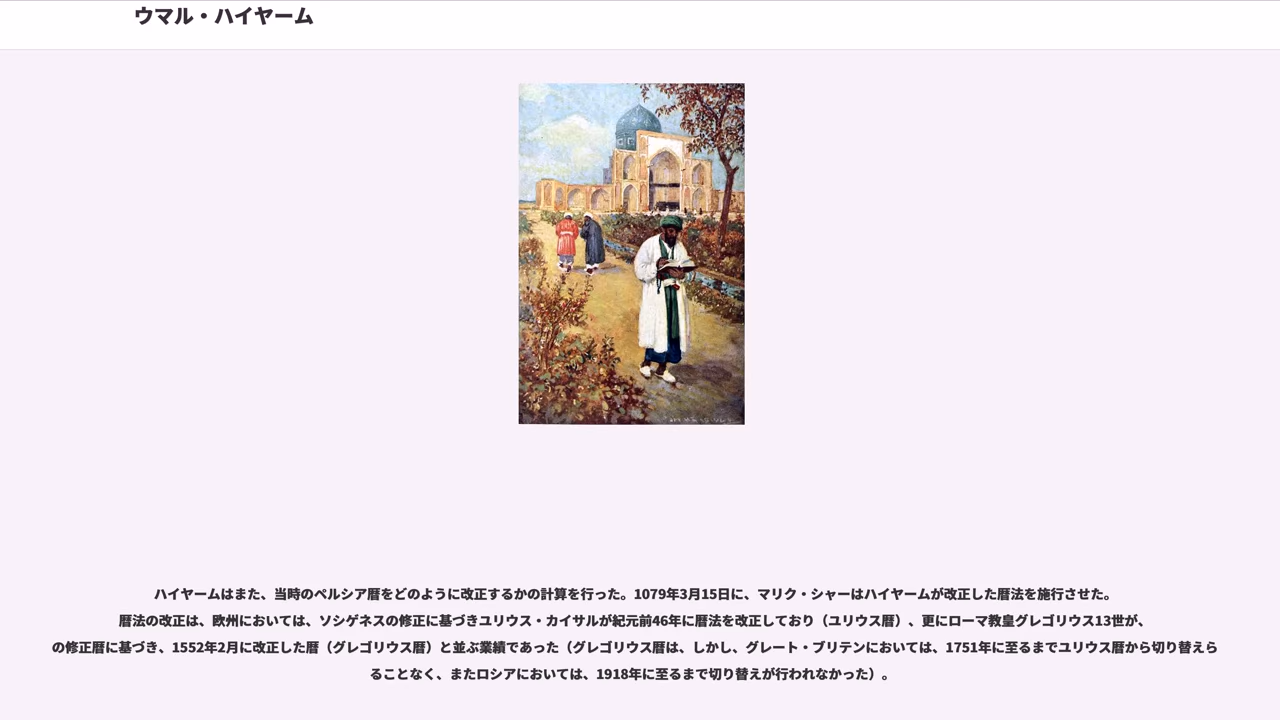 ウマル・ハイヤーム
ハイヤームはまた、当時のペルシア暦をどのように改正するかの計算を行った。1079年3月15日に、マリク・シャーはハイヤームが改正した暦法を施行させた。
暦法の改正は、欧州においては、ソシゲネスの修正に基づきユリウス・カイサルが紀元前46年に暦法を改正しており（ユリウス暦）、更にローマ教皇グレゴリウス13世が、
の修正暦に基づき、1552年2月に改正した暦（グレゴリウス暦）と並ぶ業績であった（グレゴリウス暦は、しかし、グレート・ブリテンにおいては、1751年に至るまでユリウス暦から切り替えら
ることなく、またロシアにおいては、1918年に至るまで切り替えが行われなかった）。